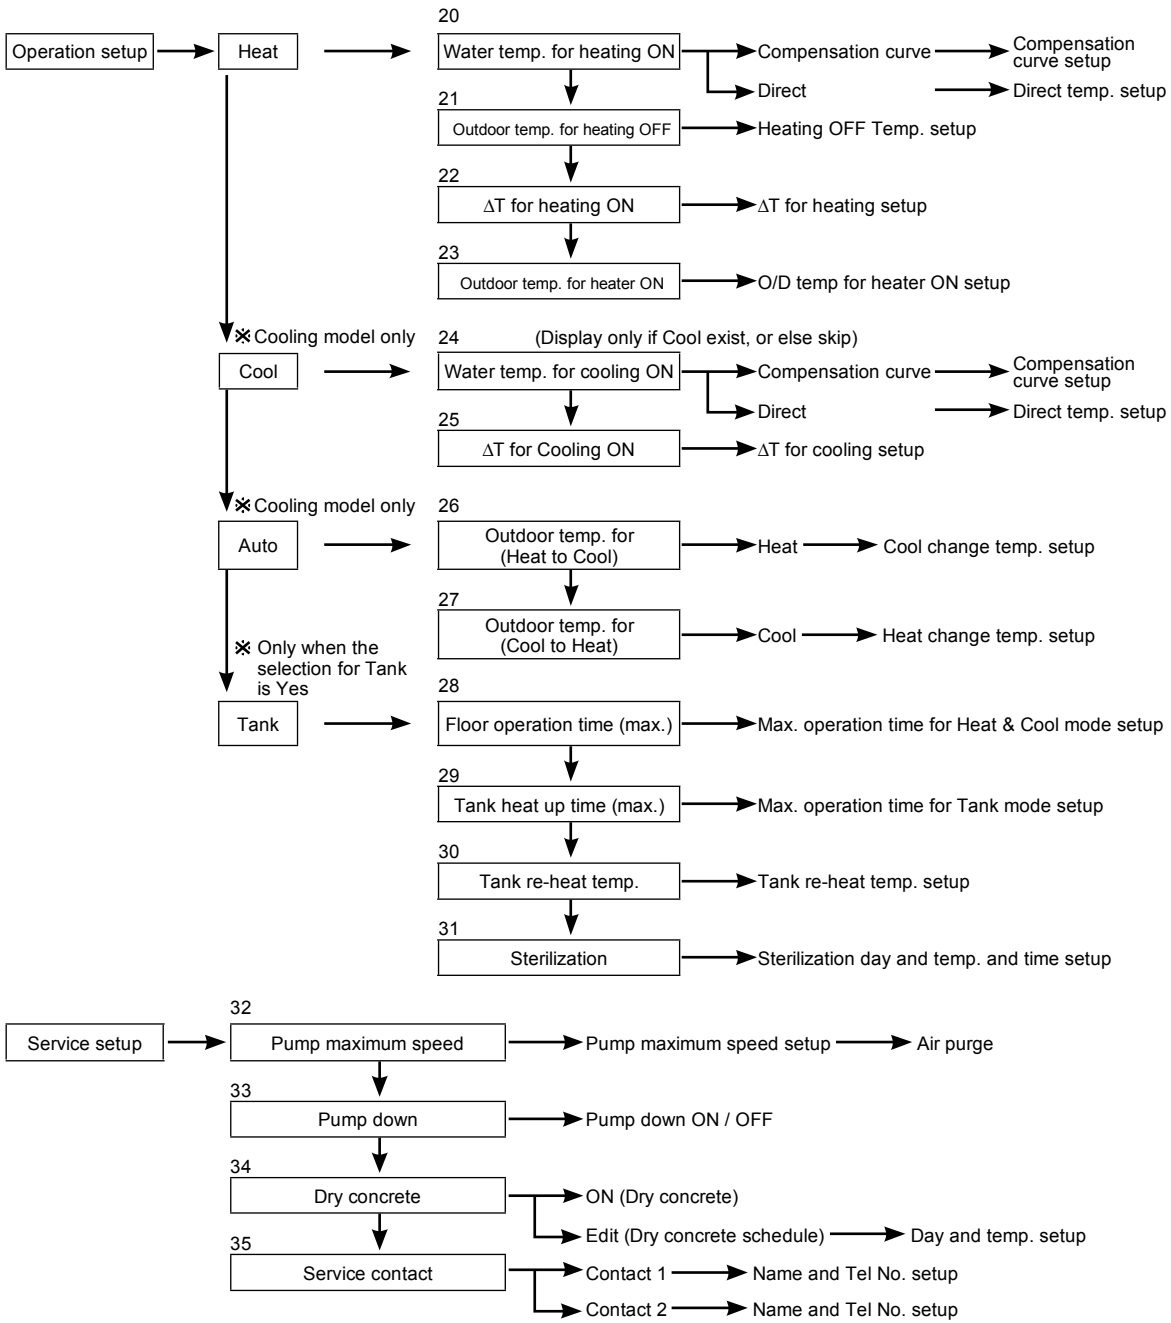 20
Operation setup
Heat
Water temp. for heating ON
Compensation curve
Compensation
curve setup
Direct
Direct temp. setup
21
Outdoor temp. for heating OFF
Heating OFF Temp. setup
22
ΔT for heating ON
ΔT for heating setup
23
Outdoor temp. for heater ON
O/D temp for heater ON setup
※ Cooling model only
24
(Display only if Cool exist, or else skip)
Cool
Water temp. for cooling ON
Compensation curve
Compensation
curve setup
Direct
Direct temp. setup
25
ΔT for Cooling ON
ΔT for cooling setup
※ Cooling model only
26
Auto
Outdoor temp. for
(Heat to Cool)
Heat
Cool change temp. setup
27
Outdoor temp. for
(Cool to Heat)
Cool
Heat change temp. setup
※ Only when the
selection for Tank
is Yes
28
Tank
Floor operation time (max.)
Max. operation time for Heat & Cool mode setup
29
Tank heat up time (max.)
Max. operation time for Tank mode setup
30
Tank re-heat temp.
Tank re-heat temp. setup
31
Sterilization
Sterilization day and temp. and time setup
32
Service setup
Pump maximum speed
Pump maximum speed setup
Air purge
33
Pump down
Pump down ON / OFF
34
Dry concrete
ON (Dry concrete)
Edit (Dry concrete schedule)
Day and temp. setup
35
Service contact
Contact 1
Name and Tel No. setup
Contact 2
Name and Tel No. setup